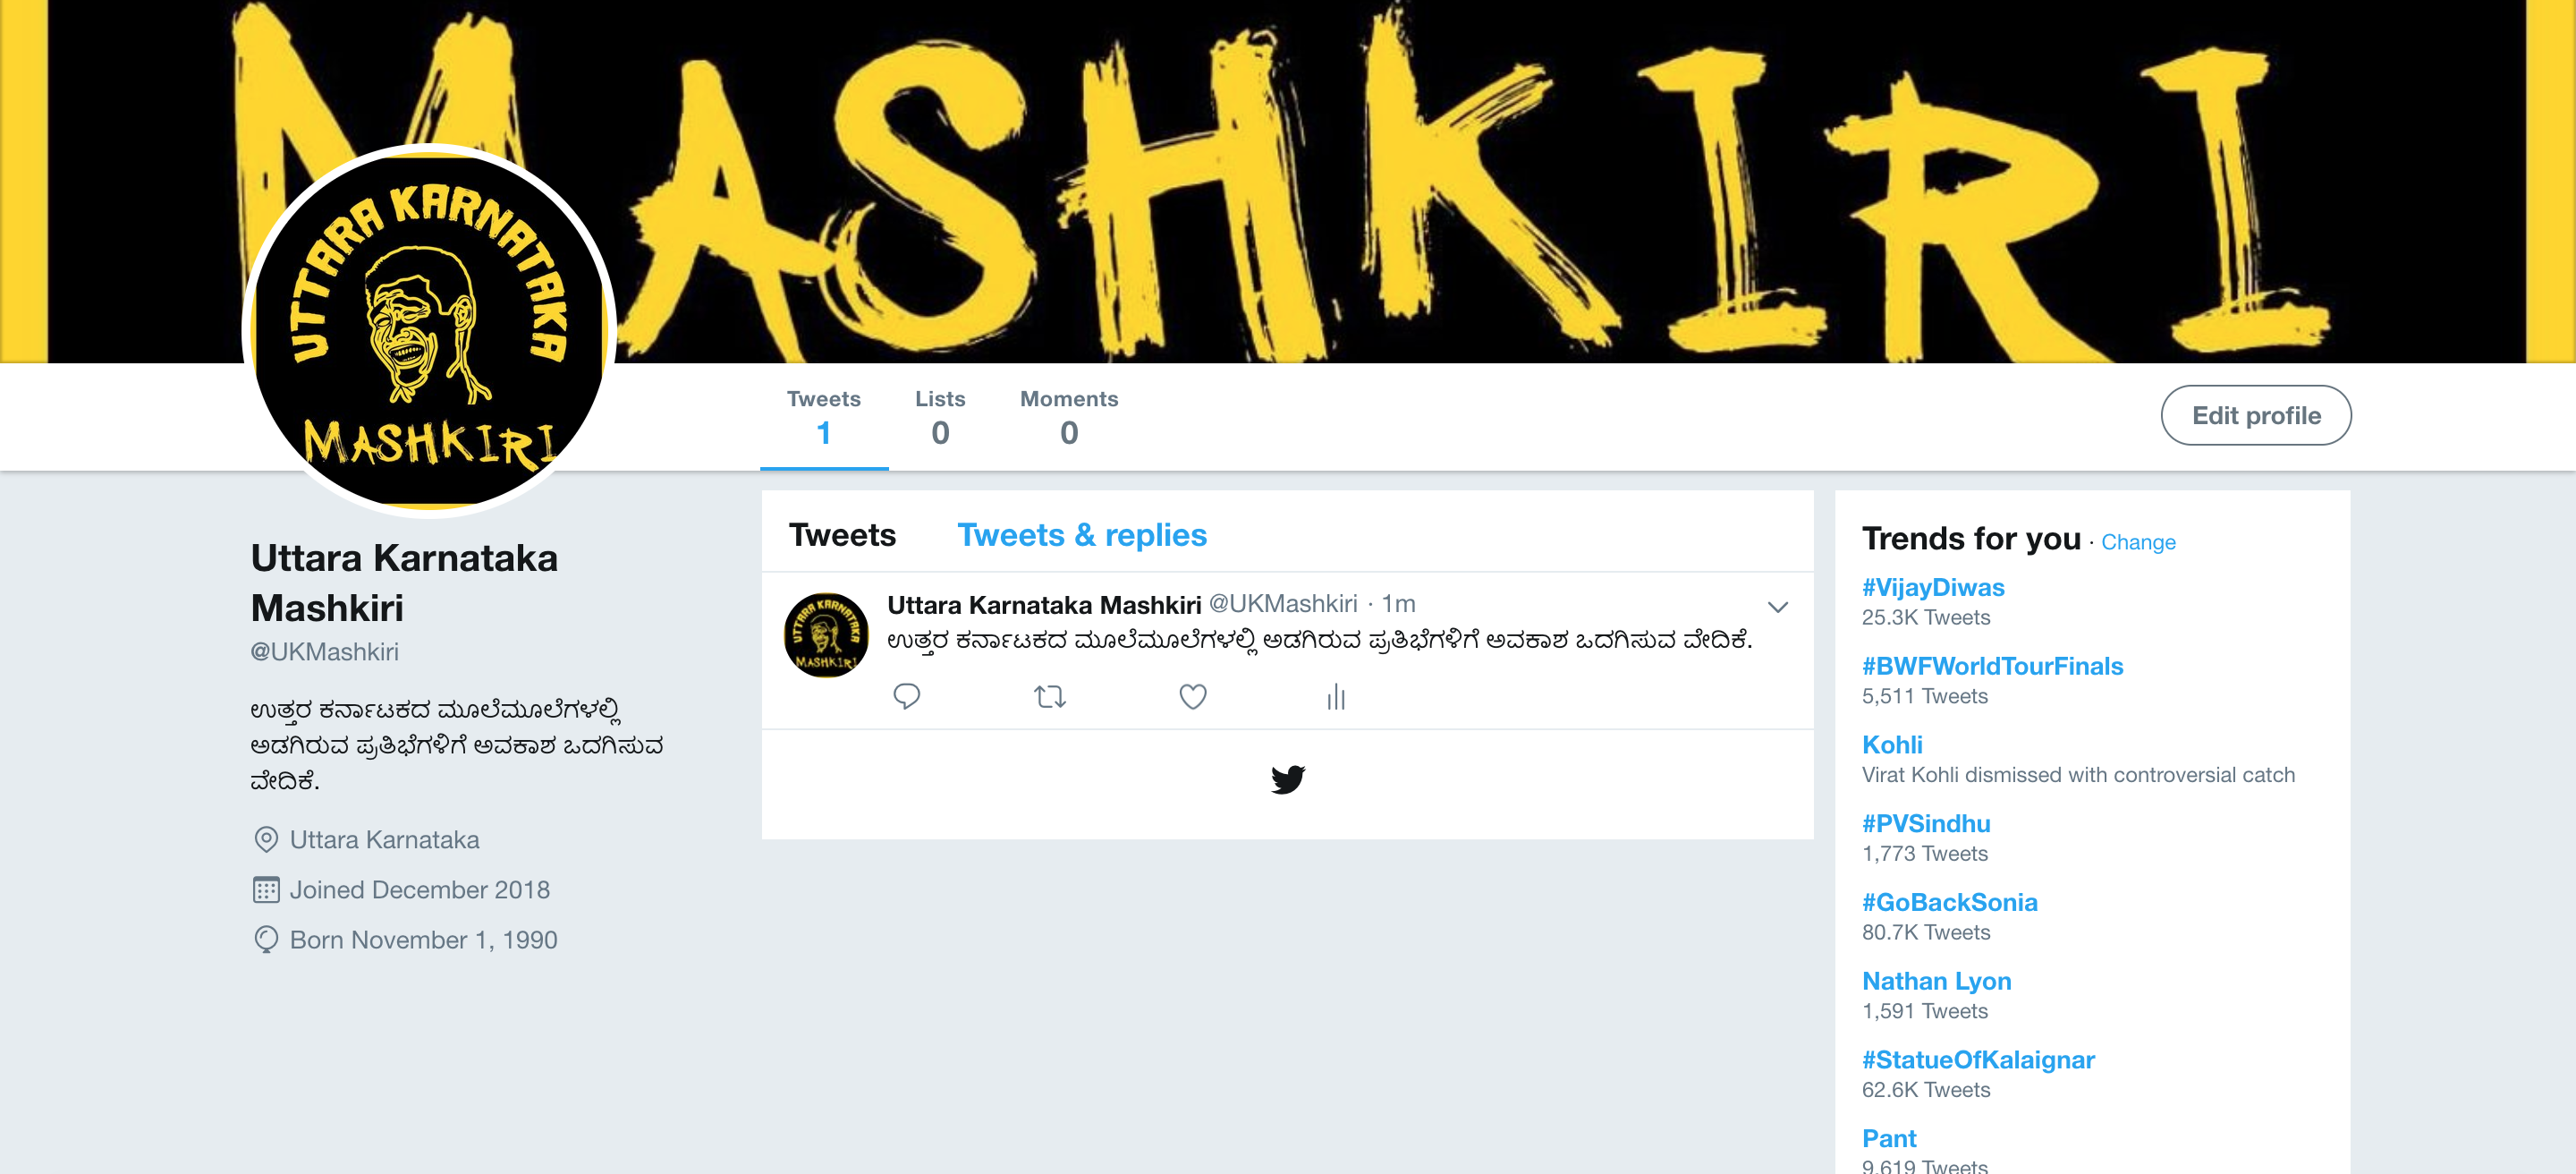 MASHKIRI
UTTARA KARNATAKA
MASHKIRI
Tweets Lists Moments
1 0 0
Edit profile
Uttara Karnataka
Mashkiri
@UKMashkiri
ಉತ್ತರ ಕರ್ನಾಟಕದ ಮೂಲೆಮೂಲೆಗಳಲ್ಲಿ
ಅಡಗಿರುವ ಪ್ರತಿಭೆಗಳಿಗೆ ಅವಕಾಶ ಒದಗಿಸುವ
ವೇದಿಕೆ.
Uttara Karnataka
Joined December 2018
Born November 1, 1990
Tweets Tweets & replies
UTTARA KARNATAKA
MASHKIRI
Uttara Karnataka Mashkiri @UKMashkiri · 1m
ಉತ್ತರ ಕರ್ನಾಟಕದ ಮೂಲೆಮೂಲೆಗಳಲ್ಲಿ ಅಡಗಿರುವ ಪ್ರತಿಭೆಗಳಿಗೆ ಅವಕಾಶ ಒದಗಿಸುವ ವೇದಿಕೆ.
Trends for you · Change
#VijayDiwas
25.3K Tweets
#BWFWorldTourFinals
5,511 Tweets
Kohli
Virat Kohli dismissed with controversial catch
#PVSindhu
1,773 Tweets
#GoBackSonia
80.7K Tweets
Nathan Lyon
1,591 Tweets
#StatueOfKalaignar
62.6K Tweets
Pant
9,619 Tweets